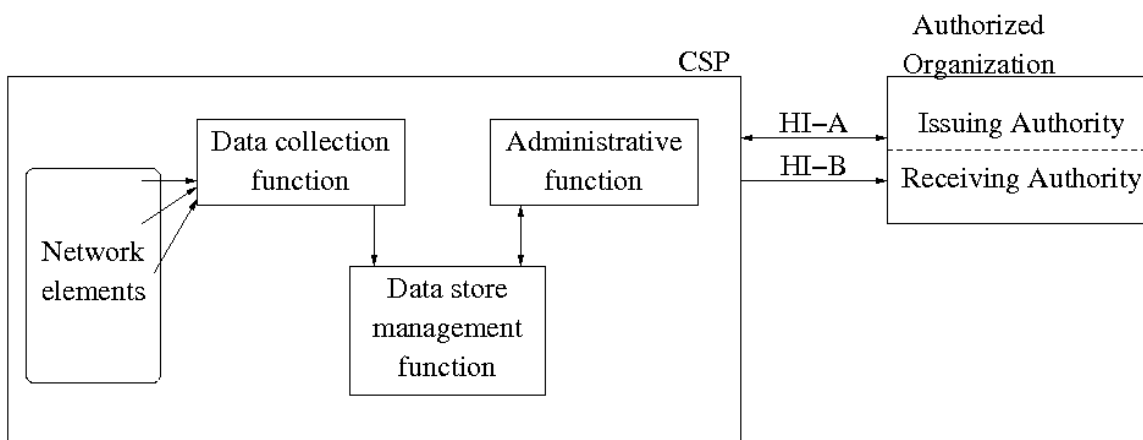 Authorized
Organization
CSP
HI−A
Issuing Authority
HI−B
Receiving Authority
Data collection
function
Administrative
function
Network
elements
Data store
management
function